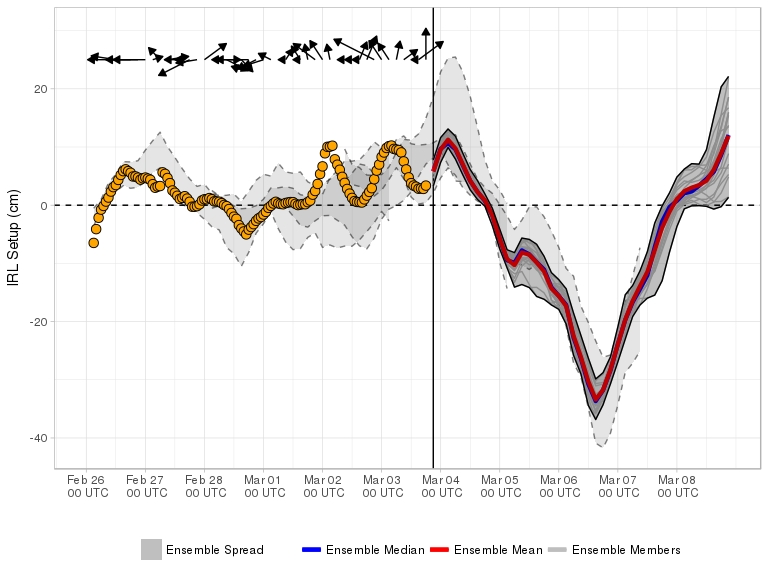 IRL Setup (cm)
20
0
-20
-40
Feb 26 Feb 27 Feb 28 Mar 01 Mar 02 Mar 03 Mar 04 Mar 05 Mar 06 Mar 07 Mar 08
00 UTC 00 UTC 00 UTC 00 UTC 00 UTC 00 UTC 00 UTC 00 UTC 00 UTC 00 UTC 00 UTC
Ensemble Spread Ensemble Median Ensemble Mean Ensemble Members